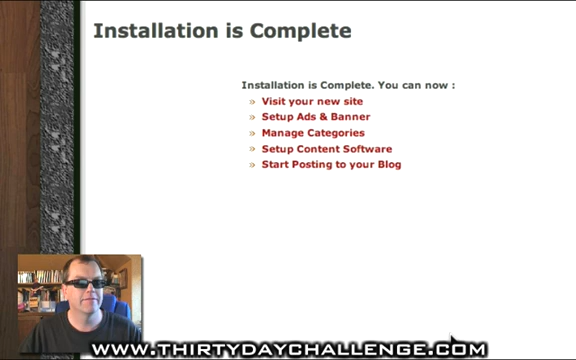 Installation is Complete
Installation is Complete. You can now :
» Visit your new site
» Setup Ads & Banner
» Manage Categories
» Setup Content Software
» Start Posting to your Blog
WWW.THIRTYDAYCHALLENGE.COM